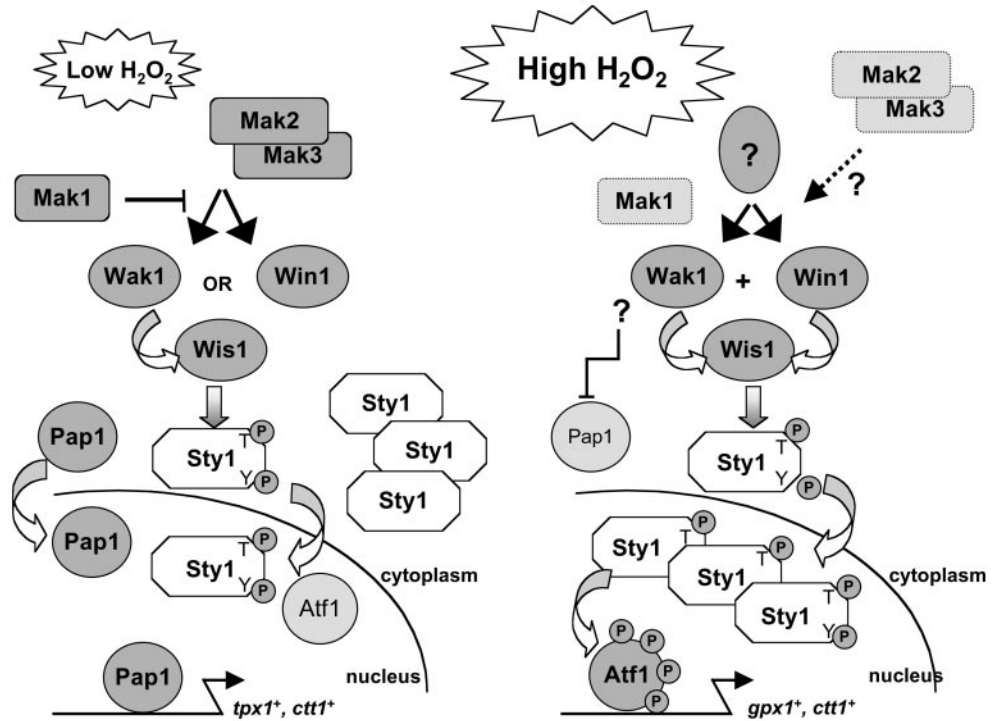 Low H₂O₂
Mak2
Mak3
Mak1
Wak1
OR
Win1
Wis1
Pap1
Sty1
T
P
Y
P
Sty1
Sty1
Sty1
Pap1
Sty1
T
P
Y
P
Atf1
cytoplasm
nucleus
Pap1
tpx1⁺, ctt1⁺
High H₂O₂
Mak2
Mak3
?
?
Mak1
Wak1
+
Win1
?
Wis1
Pap1
Sty1
T
P
Y
P
Sty1
T
P
Sty1
T
P
Sty1
T
P
Y
P
cytoplasm
nucleus
Atf1
P
P
P
P
gpx1⁺, ctt1⁺